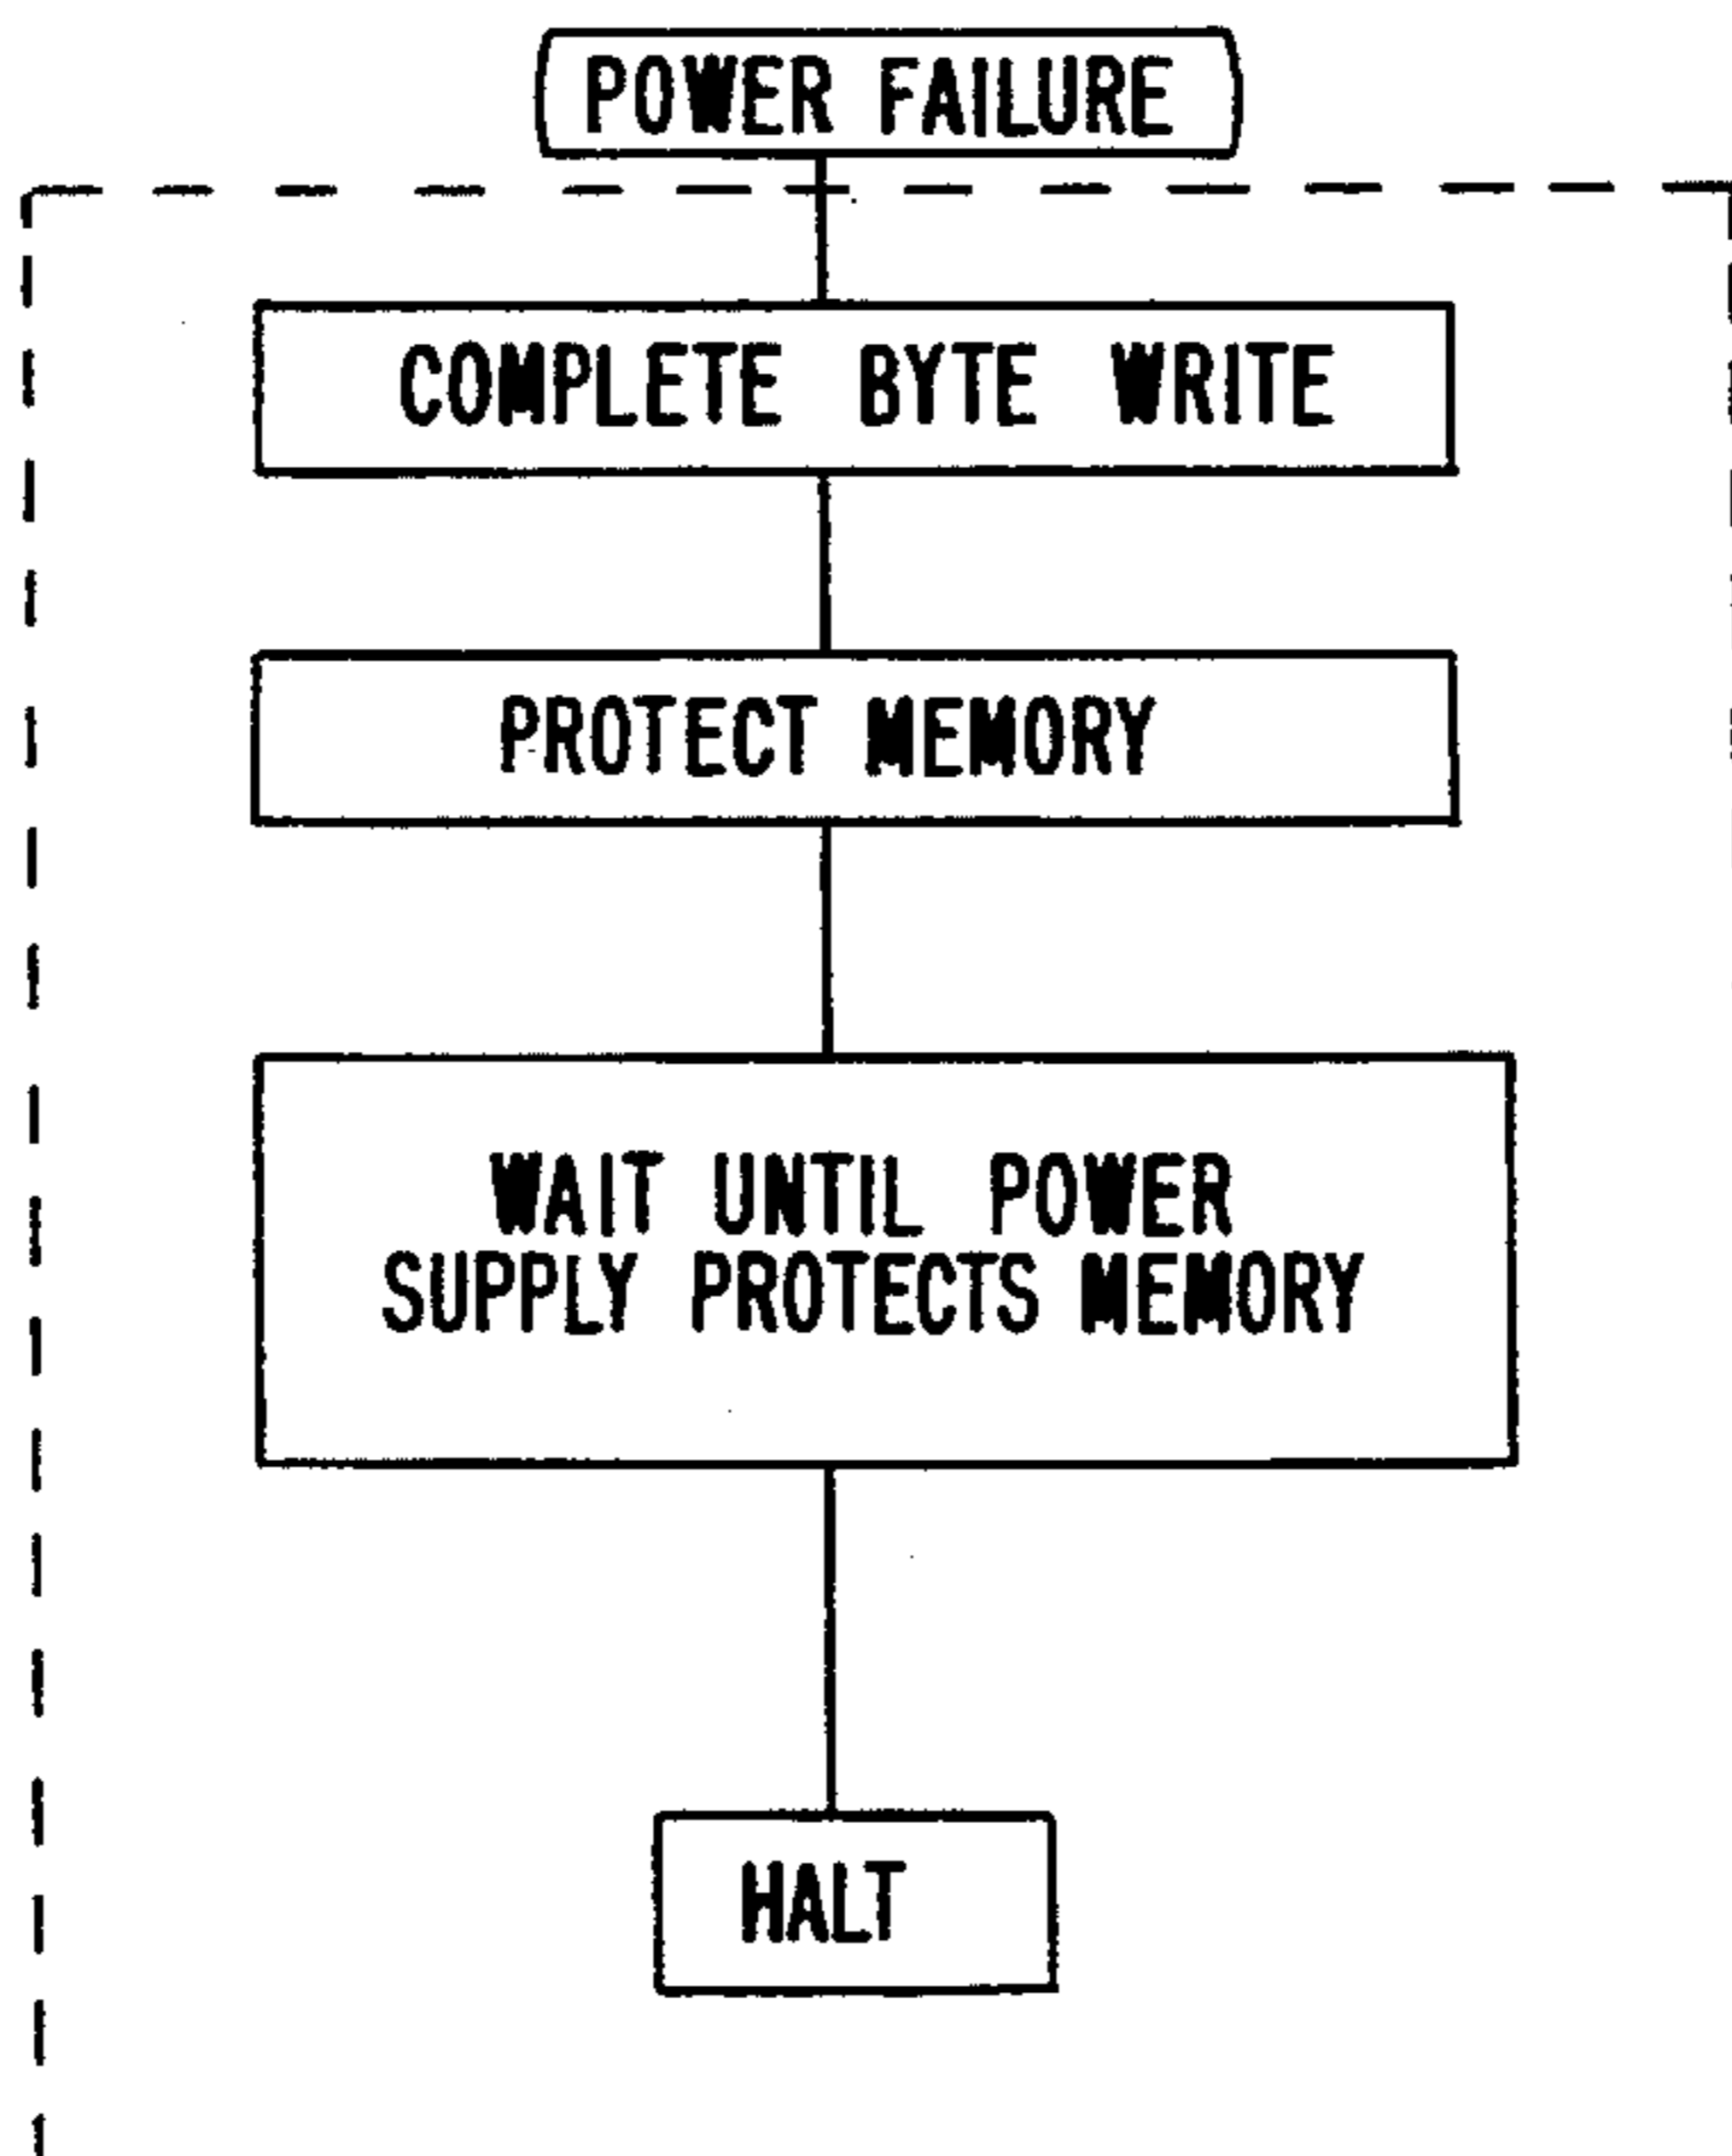 POWER FAILURE
COMPLETE BYTE WRITE
PROTECT MEMORY
WAIT UNTIL POWER
SUPPLY PROTECTS MEMORY
HALT